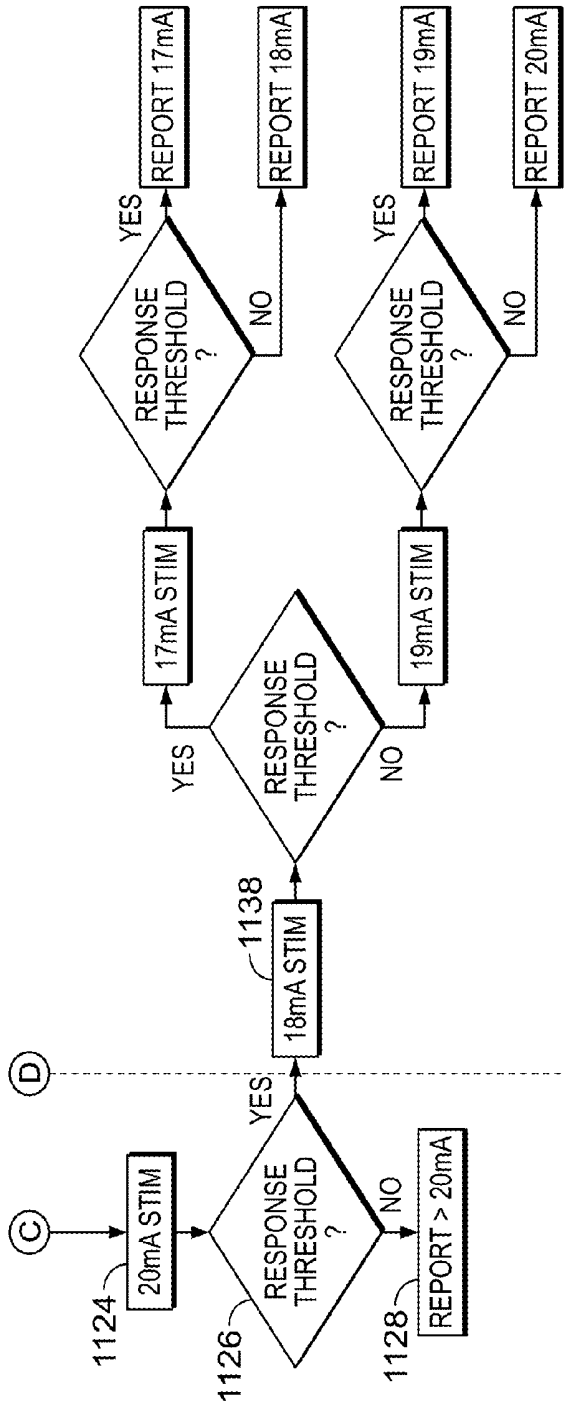 C
D
1124
20mA STIM
1126
RESPONSE
THRESHOLD
?
YES
NO
1128
REPORT > 20mA
1138
18mA STIM
RESPONSE
THRESHOLD
?
YES
NO
17mA STIM
RESPONSE
THRESHOLD
?
YES
REPORT 17mA
NO
REPORT 18mA
19mA STIM
RESPONSE
THRESHOLD
?
YES
REPORT 19mA
NO
REPORT 20mA